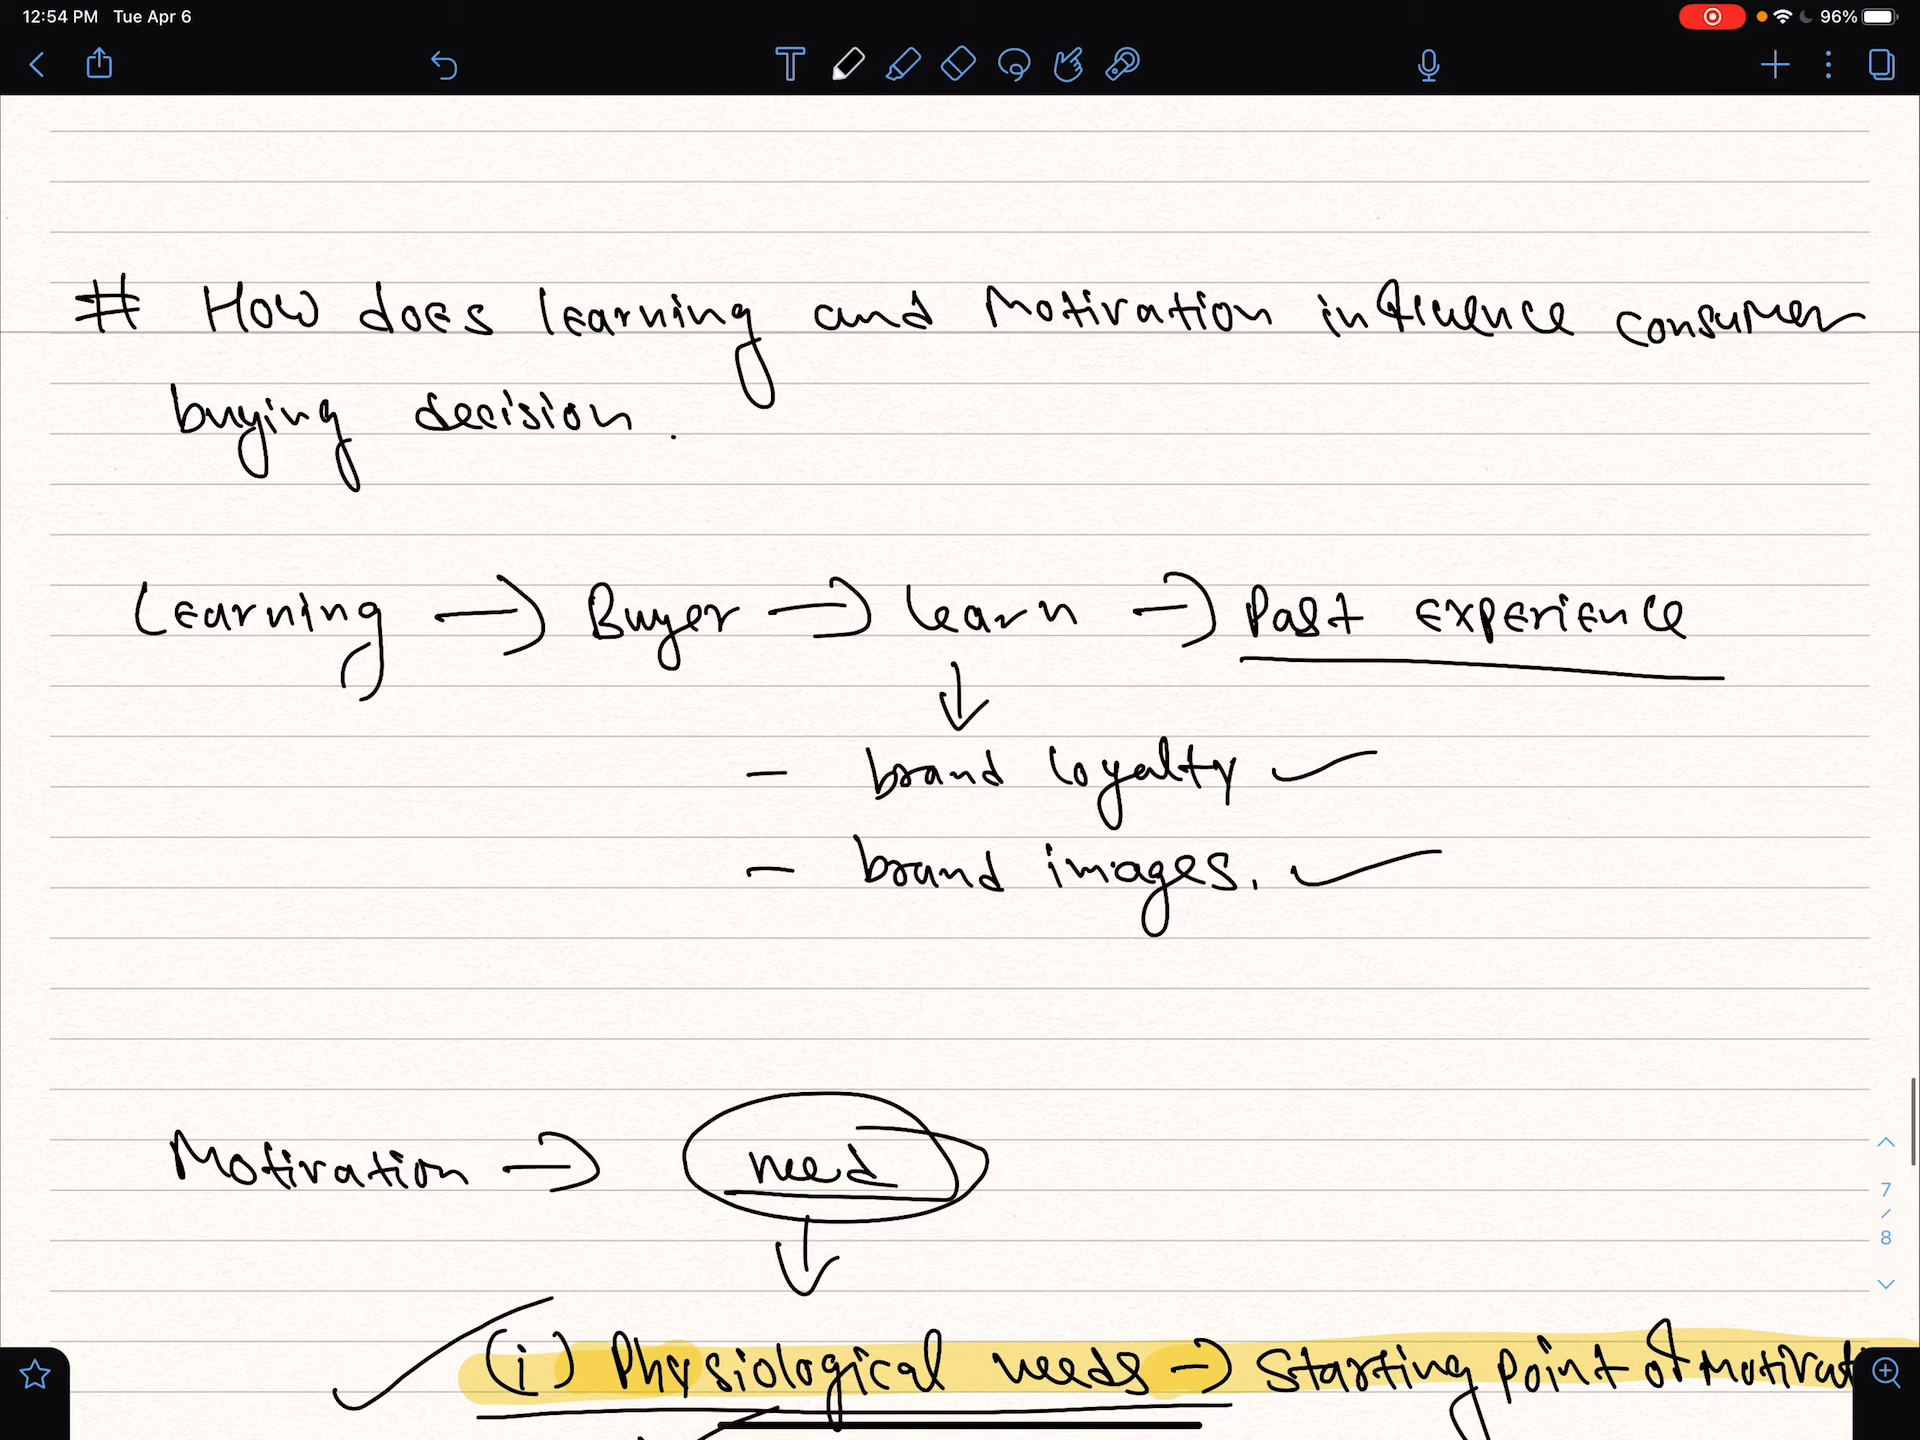 12:54 PM Tue Apr 6
96%
# How does learning and Motivation influence consumer
buying decision.
Learning → Buyer → learn → Past experience
↓
- brand loyalty ✓
- brand images. ✓
Motivation → need
↓
7
/
8
✓ (i) Physiological needs → starting point of Motivati